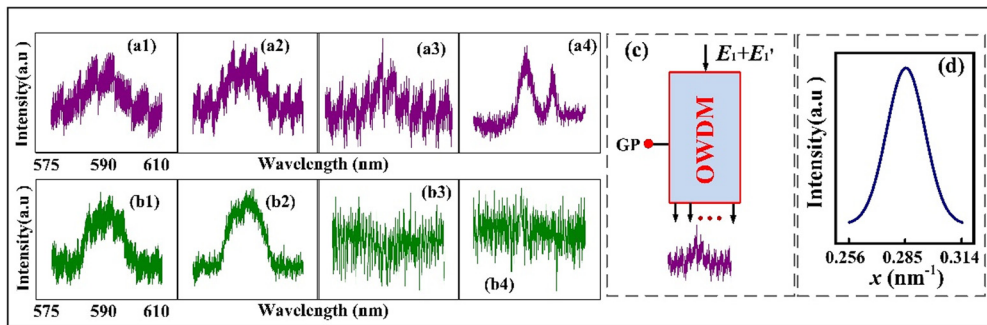 Intensity(a.u )
(a1)
(a2)
(a3)
(a4)
575 590 610 Wavelength (nm)
Intensity(a.u
(b1)
(b2)
(b3)
(b4)
575 590 610 Wavelength (nm)
(c)
E₁+E₁'
GP
OWDM
(d)
Intensity(a.u )
0.256 0.285 0.314
x (nm⁻¹)